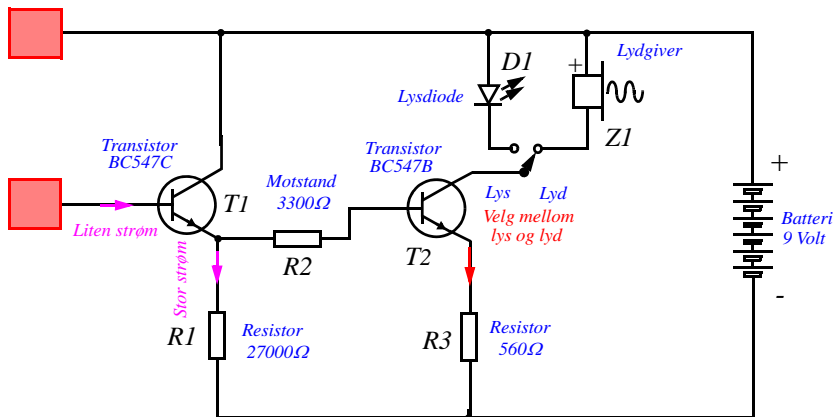 D1
Lydgiver
+
Lysdiode
Z1
Transistor
BC547C
Transistor
BC547B
Motstand
3300Ω
Lys
Lyd
+
T1
Velg mellom
lys og lyd
Batteri
9 Volt
Liten strøm
T2
R2
Stor strøm
-
R1
Resistor
27000Ω
R3
Resistor
560Ω